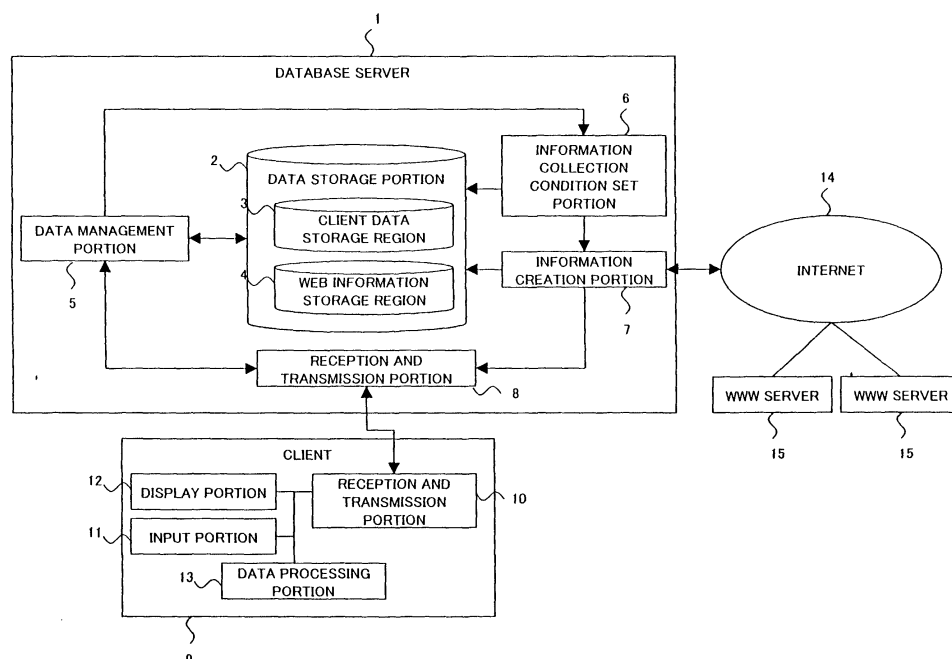 1
DATABASE SERVER
6
INFORMATION
COLLECTION
CONDITION SET
PORTION
2
DATA STORAGE PORTION
3
CLIENT DATA
STORAGE REGION
4
WEB INFORMATION
STORAGE REGION
DATA MANAGEMENT
PORTION
5
INFORMATION
CREATION PORTION
7
14
INTERNET
RECEPTION AND
TRANSMISSION PORTION
8
WWW SERVER
15
WWW SERVER
15
CLIENT
12
DISPLAY PORTION
RECEPTION AND
TRANSMISSION
PORTION
10
11
INPUT PORTION
13
DATA PROCESSING
PORTION